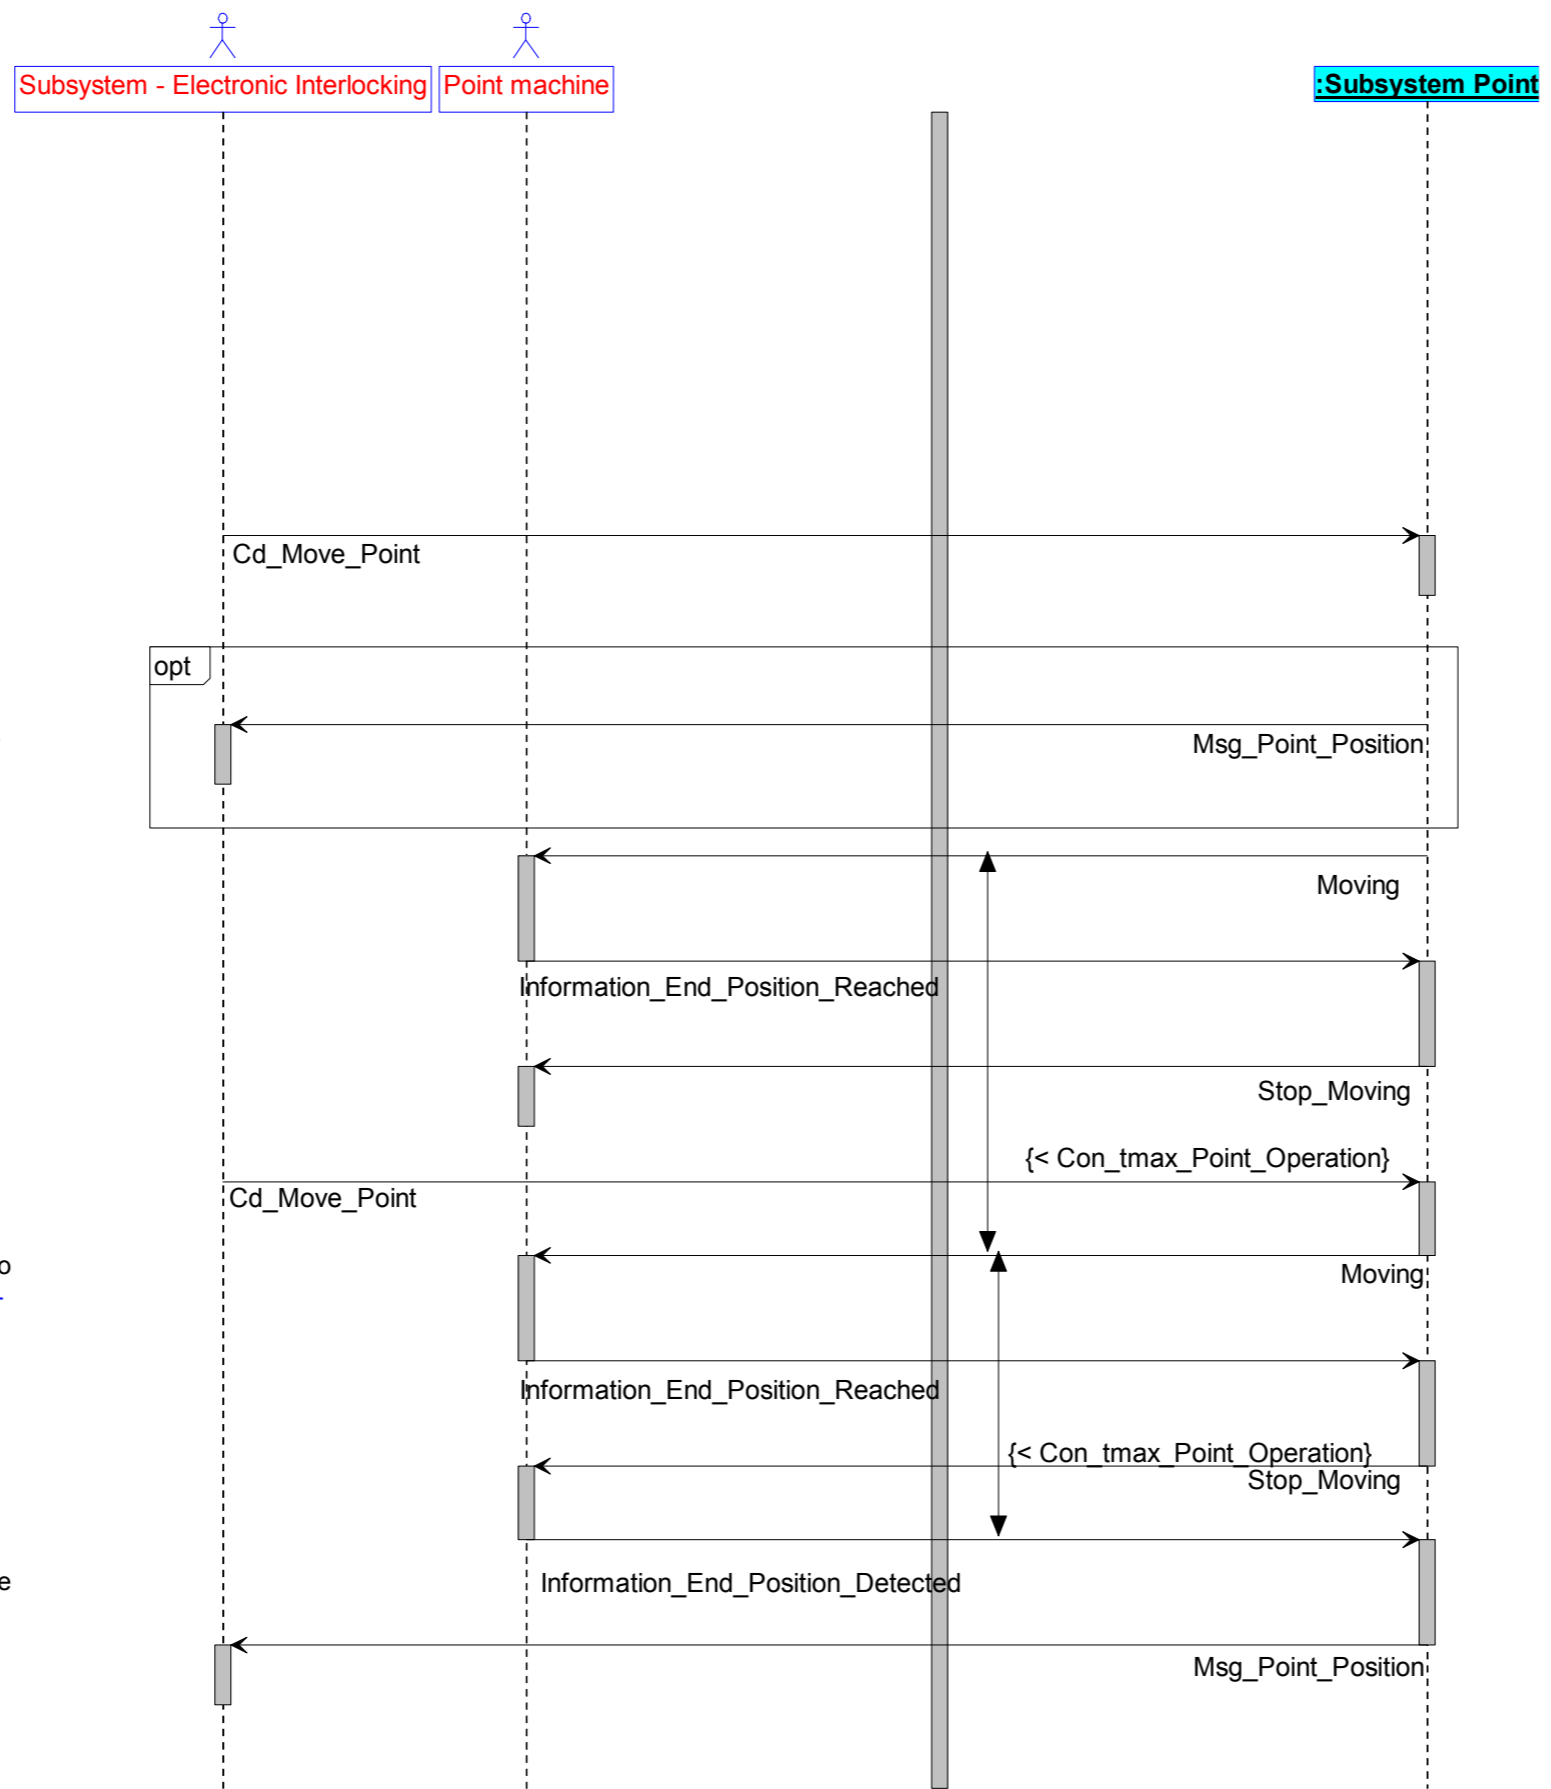 Subsystem - Electronic Interlocking
Point machine
:Subsystem Point
Cd_Move_Point
opt
Msg_Point_Position
Moving
Information_End_Position_Reached
Stop_Moving
{< Con_tmax_Point_Operation}
Cd_Move_Point
o
Moving
-
Information_End_Position_Reached
{< Con_tmax_Point_Operation}
Stop_Moving
e
Information_End_Position_Detected
Msg_Point_Position